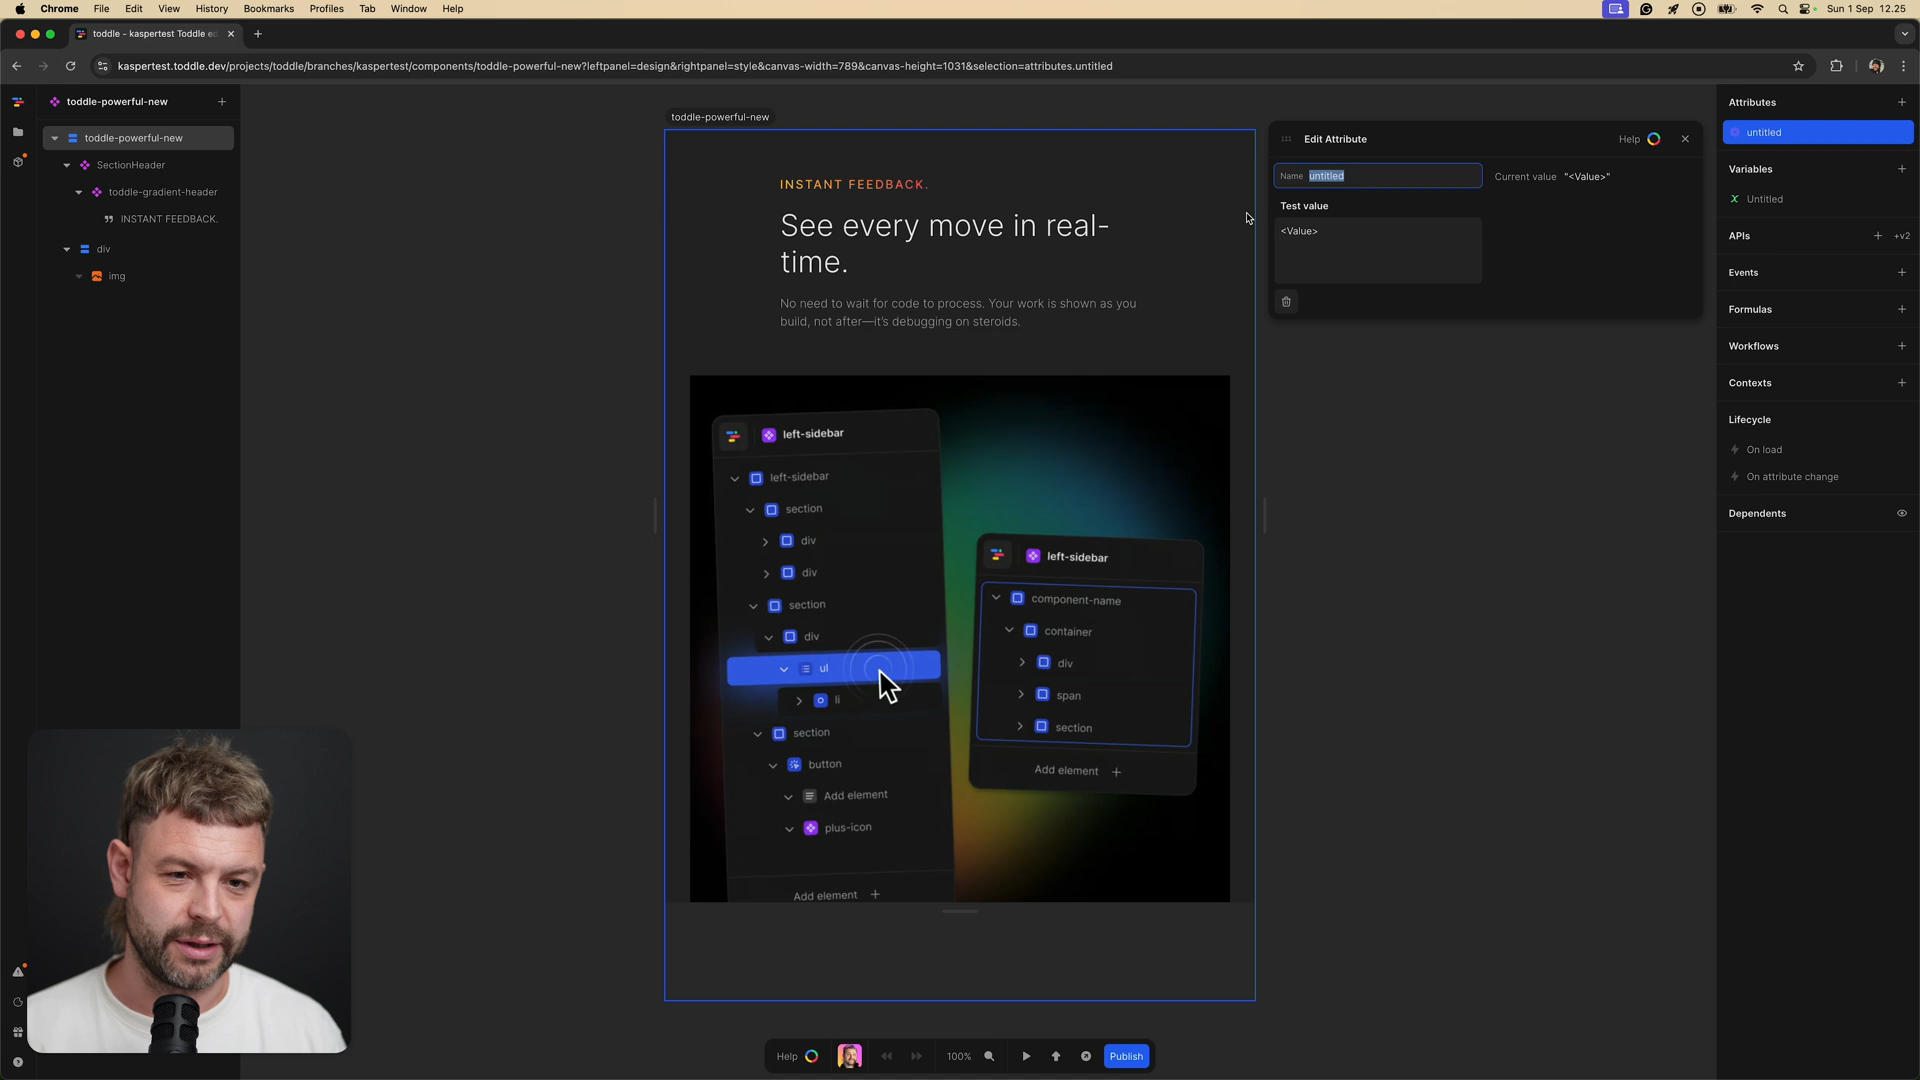 Chrome File Edit View History Bookmarks Profiles Tab Window Help
Sun 1 Sep 12.25
toddle - kaspertest Toddle ed
kaspertest.toddle.dev/projects/toddle/branches/kaspertest/components/toddle-powerful-new?leftpanel=design&rightpanel=style&canvas-width=789&canvas-height=1031&selection=attributes.untitled
toddle-powerful-new
toddle-powerful-new
SectionHeader
toddle-gradient-header
INSTANT FEEDBACK.
div
img
toddle-powerful-new
INSTANT FEEDBACK.
See every move in real-
time.
No need to wait for code to process. Your work is shown as you
build, not after—it's debugging on steroids.
left-sidebar
left-sidebar
section
div
div
section
div
ul
li
section
button
Add element
plus-icon
Add element
left-sidebar
component-name
container
div
span
section
Add element
Edit Attribute
Help
Name untitled
Current value "<Value>"
Test value
<Value>
Attributes
untitled
Variables
Untitled
APIs
+v2
Events
Formulas
Workflows
Contexts
Lifecycle
On load
On attribute change
Dependents
Help
100%
Publish